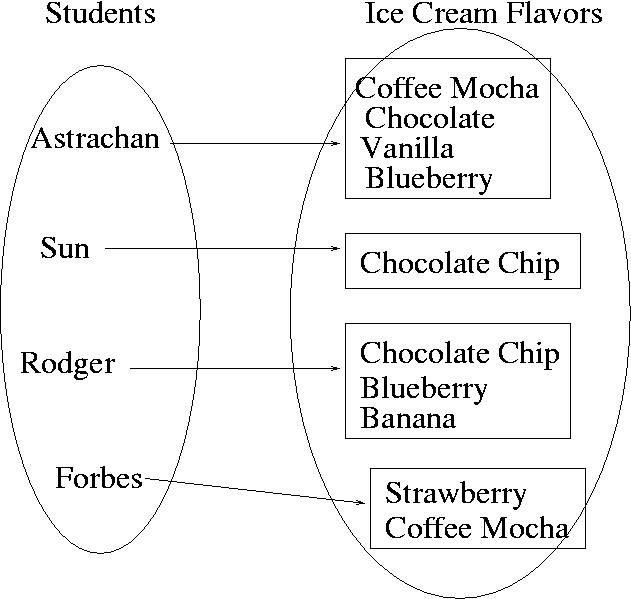 Students
Ice Cream Flavors
Astrachan
Coffee Mocha
Chocolate
Vanilla
Blueberry
Sun
Chocolate Chip
Rodger
Chocolate Chip
Blueberry
Banana
Forbes
Strawberry
Coffee Mocha